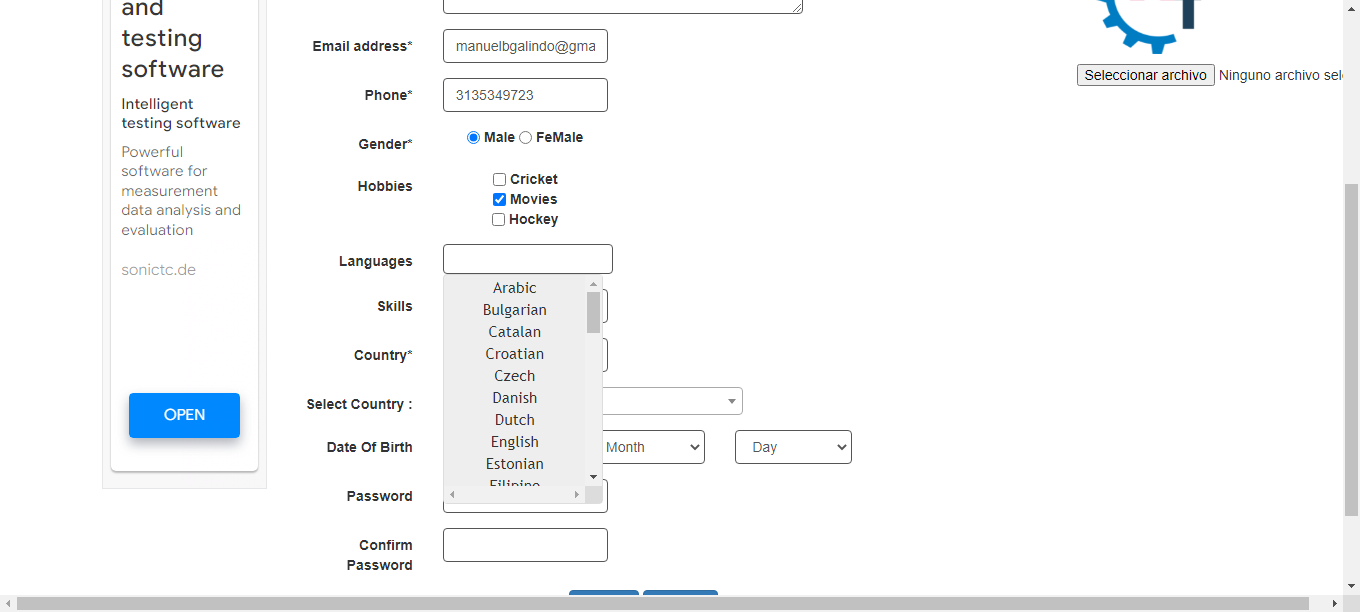 and
testing
software
Intelligent
testing software
Powerful
software for
measurement
data analysis and
evaluation
sonictc.de
OPEN
Email address*
manuelbgalindo@gma
Phone*
3135349723
Gender*
Male FeMale
Hobbies
Cricket
Movies
Hockey
Languages
Arabic
Bulgarian
Catalan
Croatian
Czech
Danish
Dutch
English
Estonian
Filipino
Skills
Country*
Select Country :
Date Of Birth
Month Day
Password
Confirm
Password
Seleccionar archivo Ninguno archivo sel